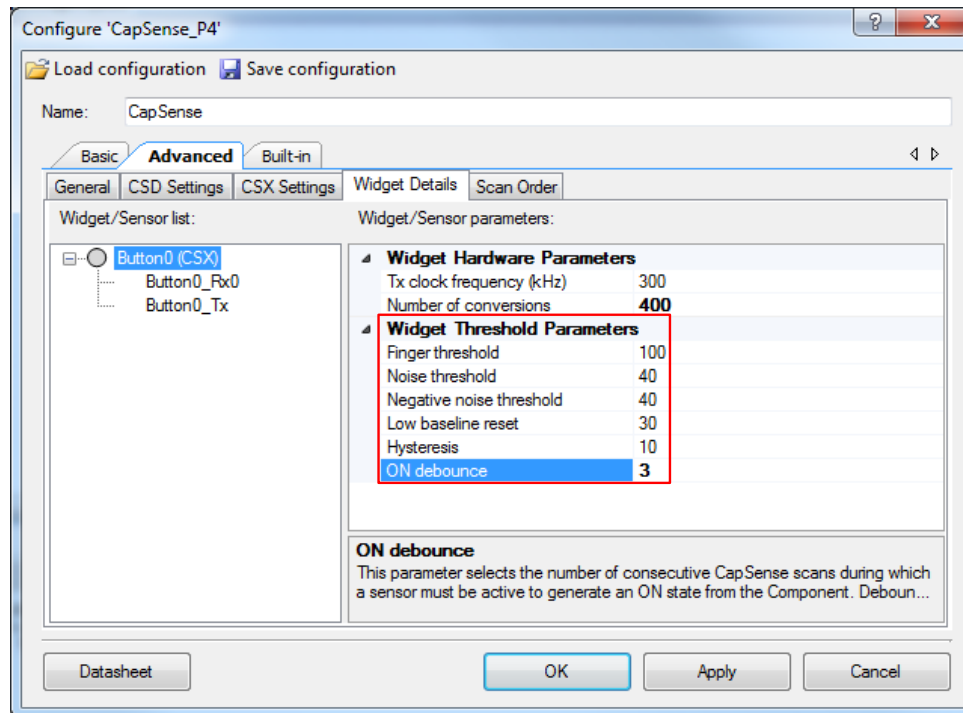 Configure 'CapSense_P4'
Load configuration Save configuration
Name: CapSense
Basic Advanced Built-in
General CSD Settings CSX Settings Widget Details Scan Order
Widget/Sensor list: Widget/Sensor parameters:
Button0 (CSX)
Button0_Rx0
Button0_Tx
Widget Hardware Parameters
Tx clock frequency (kHz) 300
Number of conversions 400
Widget Threshold Parameters
Finger threshold 100
Noise threshold 40
Negative noise threshold 40
Low baseline reset 30
Hysteresis 10
ON debounce 3
ON debounce
This parameter selects the number of consecutive CapSense scans during which
a sensor must be active to generate an ON state from the Component. Deboun...
Datasheet OK Apply Cancel